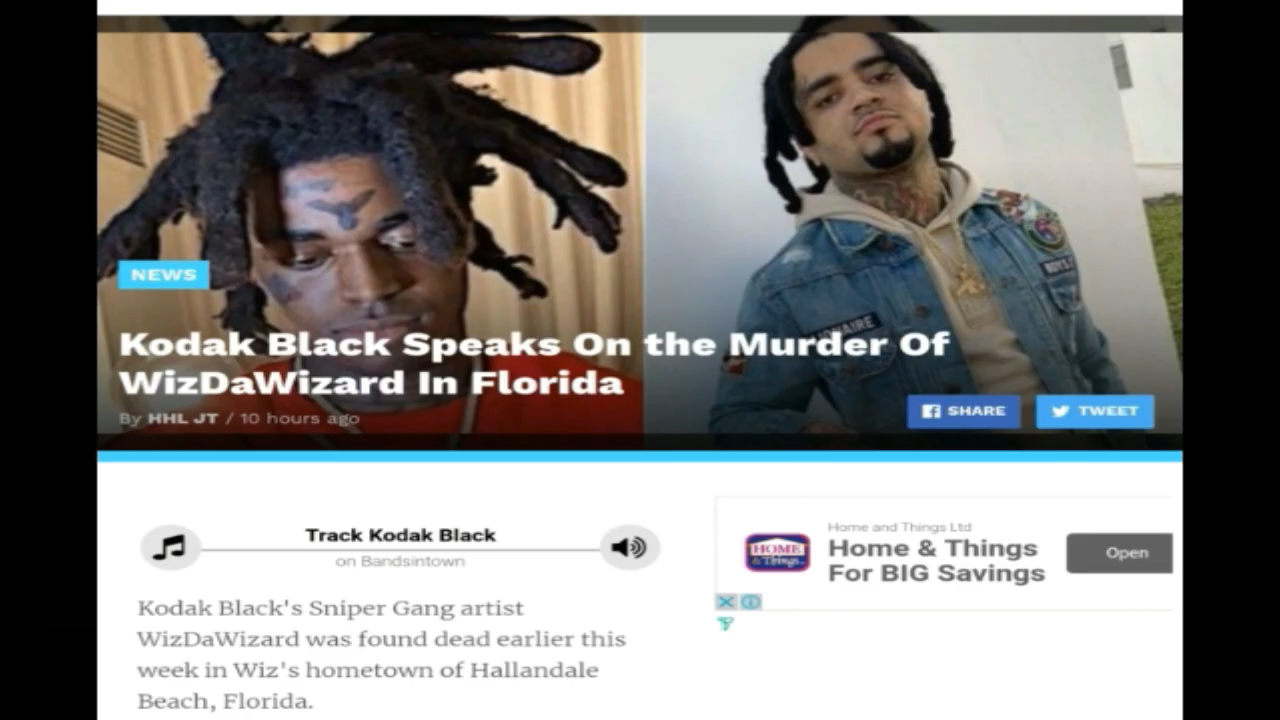 NEWS
Kodak Black Speaks On the Murder Of
WizDaWizard In Florida
By HHL JT / 10 hours ago
SHARE
TWEET
Track Kodak Black
on Bandsintown
Home and Things Ltd
Home & Things
For BIG Savings
Open
HOME
& Things
Kodak Black's Sniper Gang artist
WizDaWizard was found dead earlier this
week in Wiz's hometown of Hallandale
Beach, Florida.